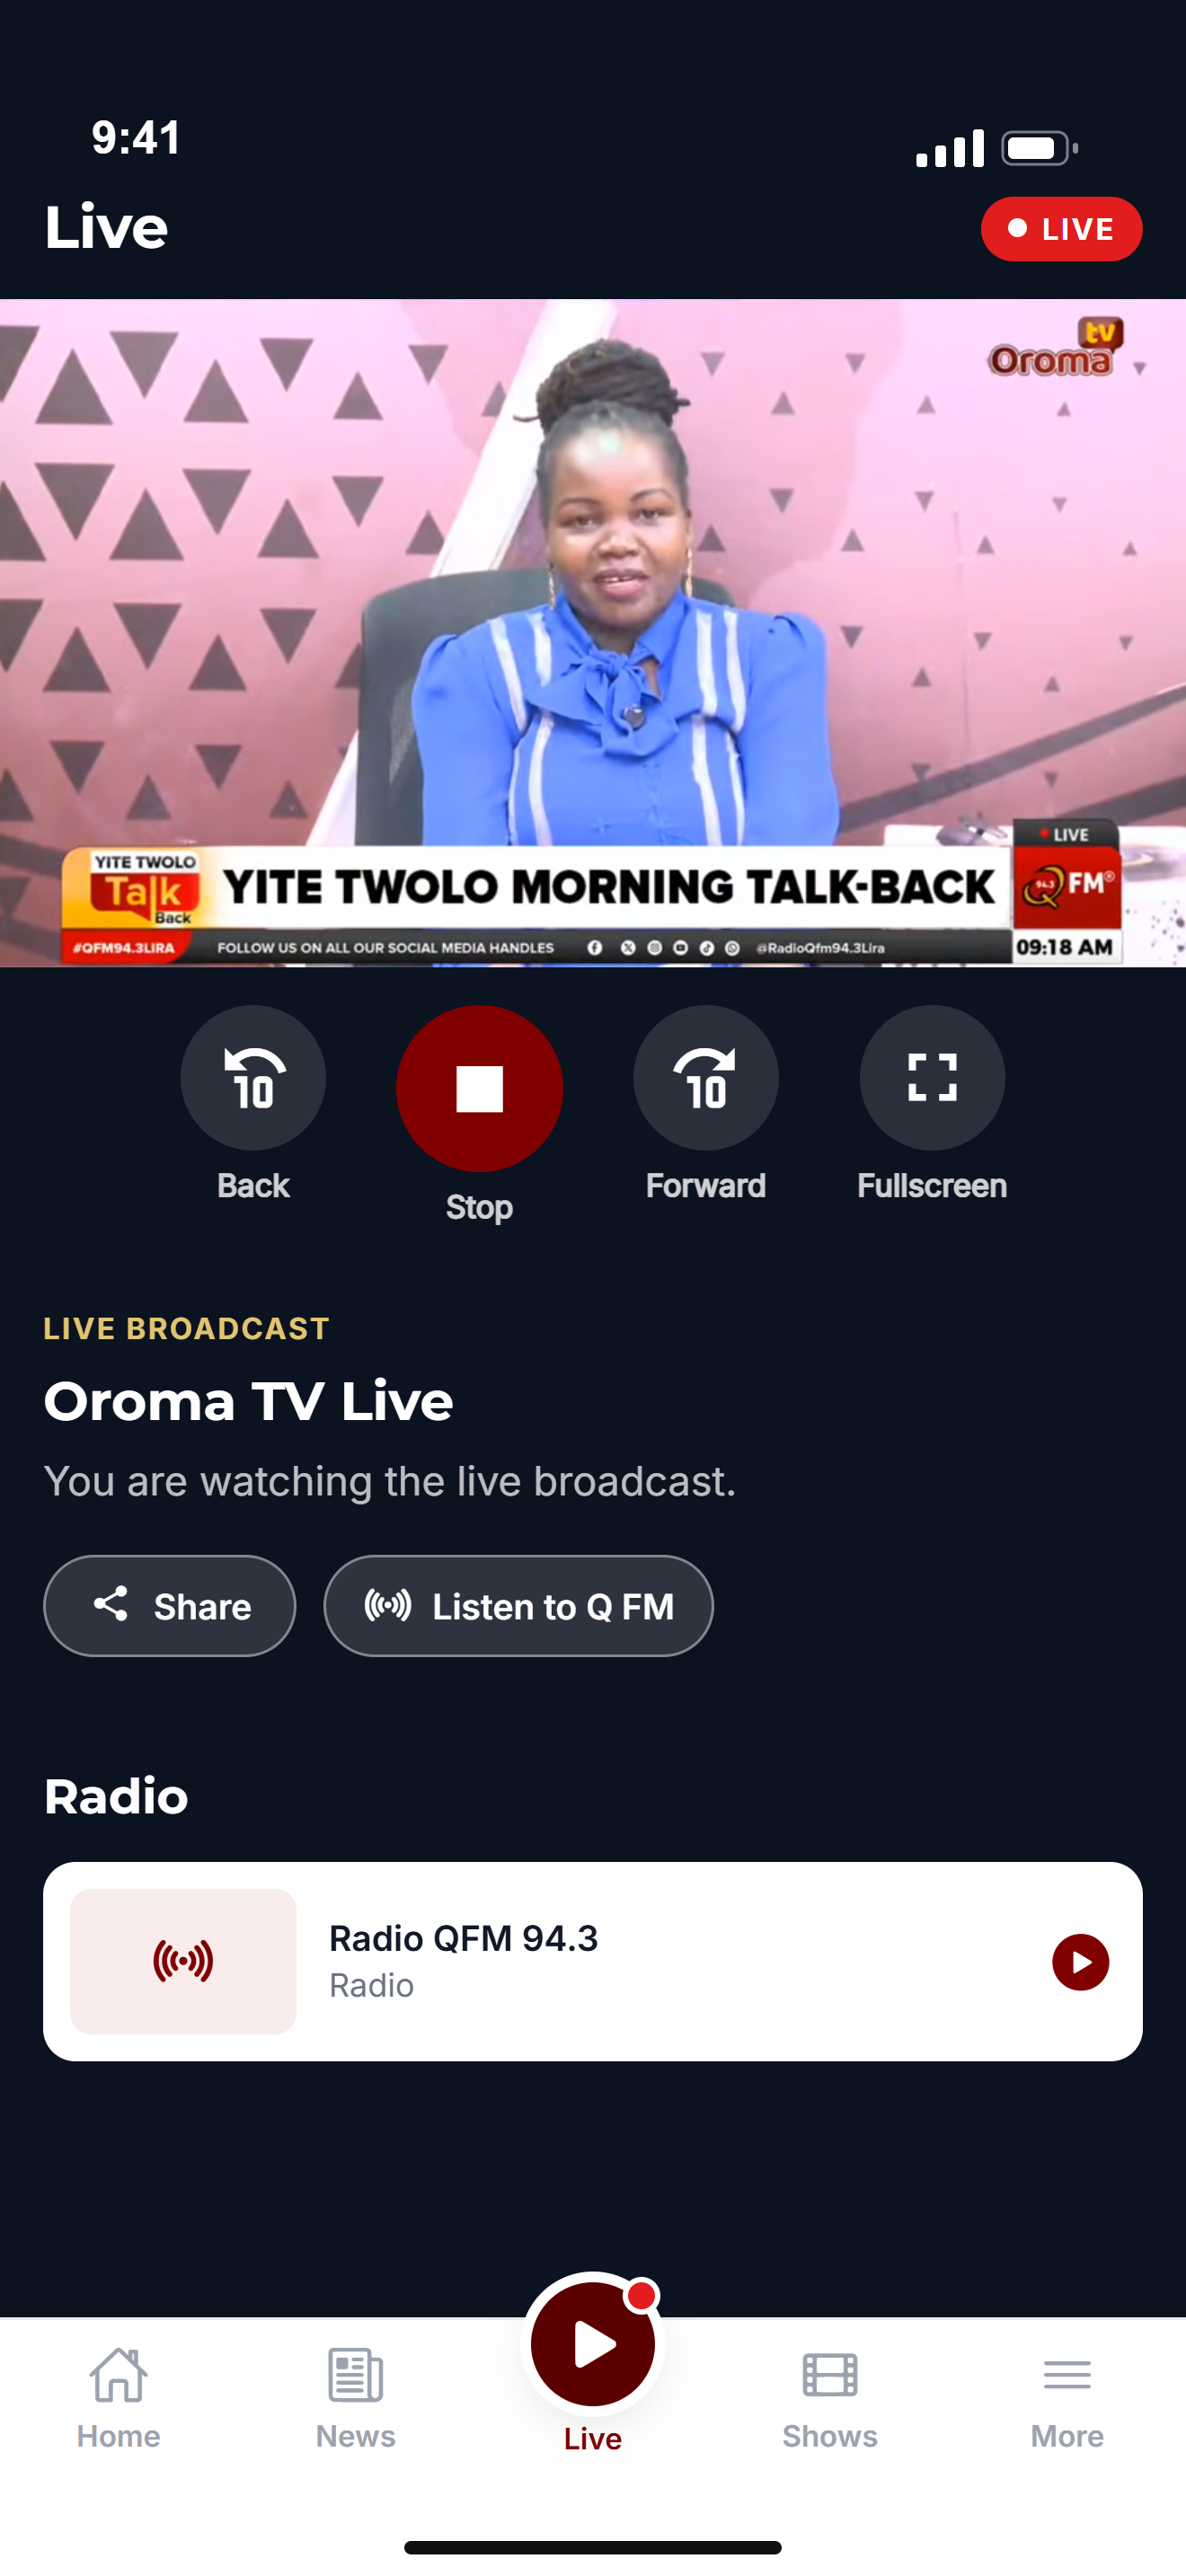 9:41
Live
LIVE
tv
Oroma
LIVE
YITE TWOLO
Talk
Back
YITE TWOLO MORNING TALK-BACK
94.3
Q FM®
#QFM94.3LIRA
FOLLOW US ON ALL OUR SOCIAL MEDIA HANDLES
@RadioQfm94.3Lira
09:18 AM
10
10
Back
Stop
Forward
Fullscreen
LIVE BROADCAST
Oroma TV Live
You are watching the live broadcast.
Share
Listen to Q FM
Radio
Radio QFM 94.3
Radio
Home
News
Live
Shows
More